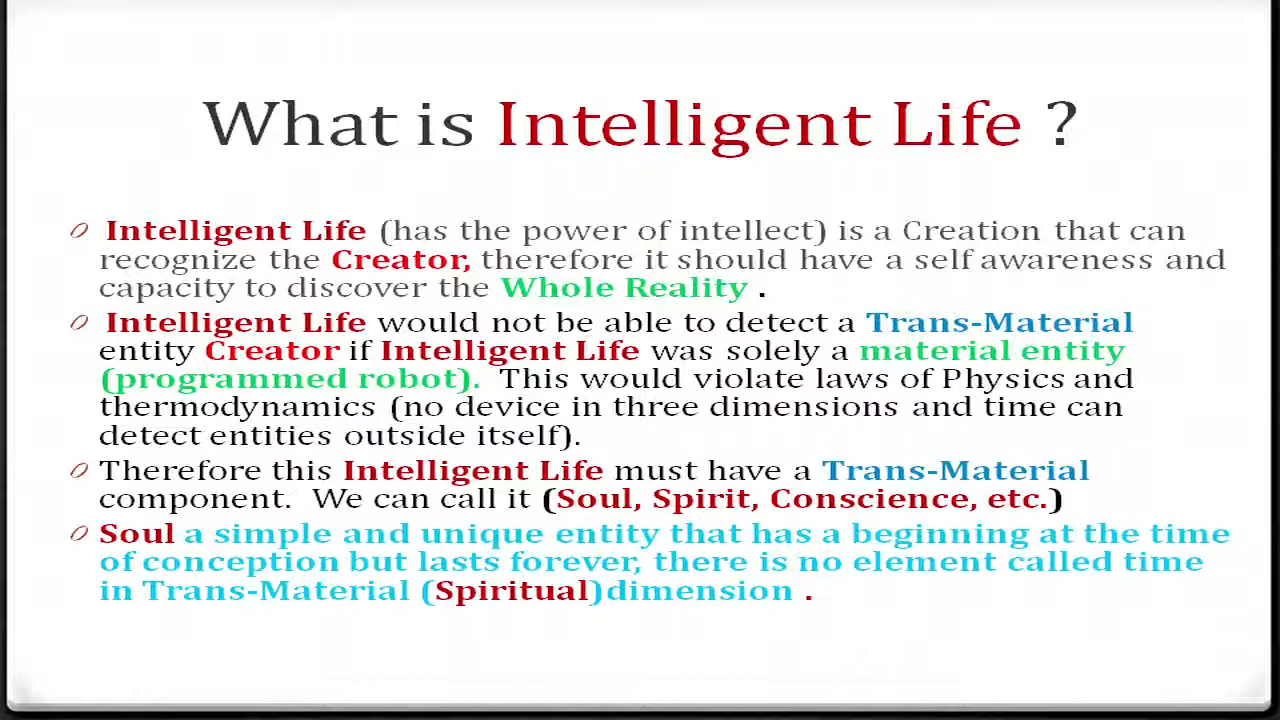 What is Intelligent Life ?
Intelligent Life (has the power of intellect) is a Creation that can
recognize the Creator, therefore it should have a self awareness and
capacity to discover the Whole Reality .
Intelligent Life would not be able to detect a Trans-Material
entity Creator if Intelligent Life was solely a material entity
(programmed robot). This would violate laws of Physics and
thermodynamics (no device in three dimensions and time can
detect entities outside itself).
Therefore this Intelligent Life must have a Trans-Material
component. We can call it (Soul, Spirit, Conscience, etc.)
Soul a simple and unique entity that has a beginning at the time
of conception but lasts forever, there is no element called time
in Trans-Material (Spiritual)dimension .